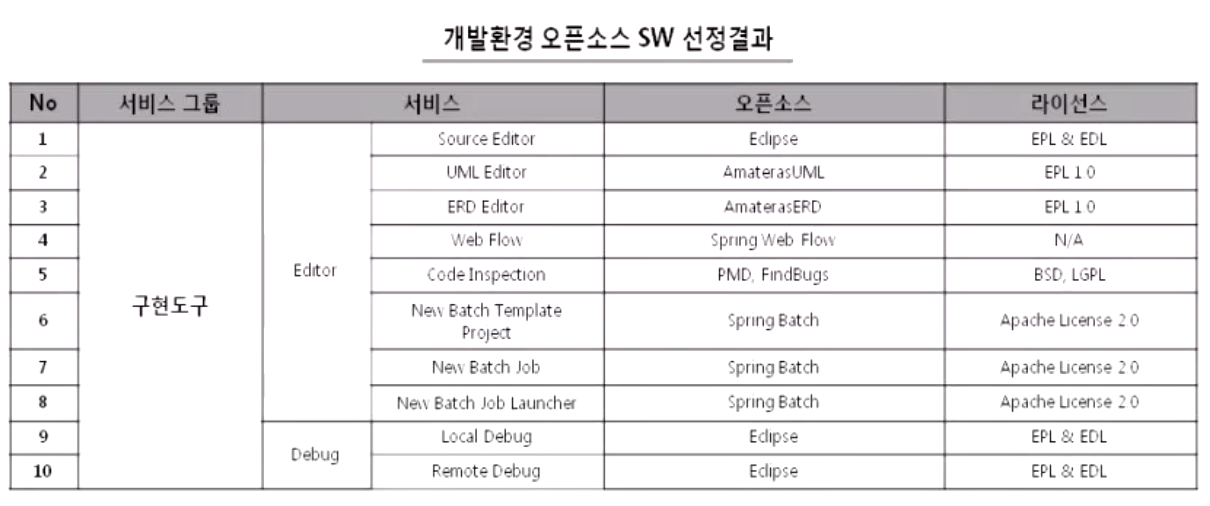 개발환경 오픈소스 SW 선정결과
No 서비스 그룹 서비스 오픈소스 라이선스
1 구현도구 Editor Source Editor Eclipse EPL & EDL
2 UML Editor AmaterasUML EPL 1.0
3 ERD Editor AmaterasERD EPL 1.0
4 Web Flow Spring Web Flow N/A
5 Code Inspection PMD, FindBugs BSD, LGPL
6 New Batch Template
Project Spring Batch Apache License 2.0
7 New Batch Job Spring Batch Apache License 2.0
8 New Batch Job Launcher Spring Batch Apache License 2.0
9 Debug Local Debug Eclipse EPL & EDL
10 Remote Debug Eclipse EPL & EDL